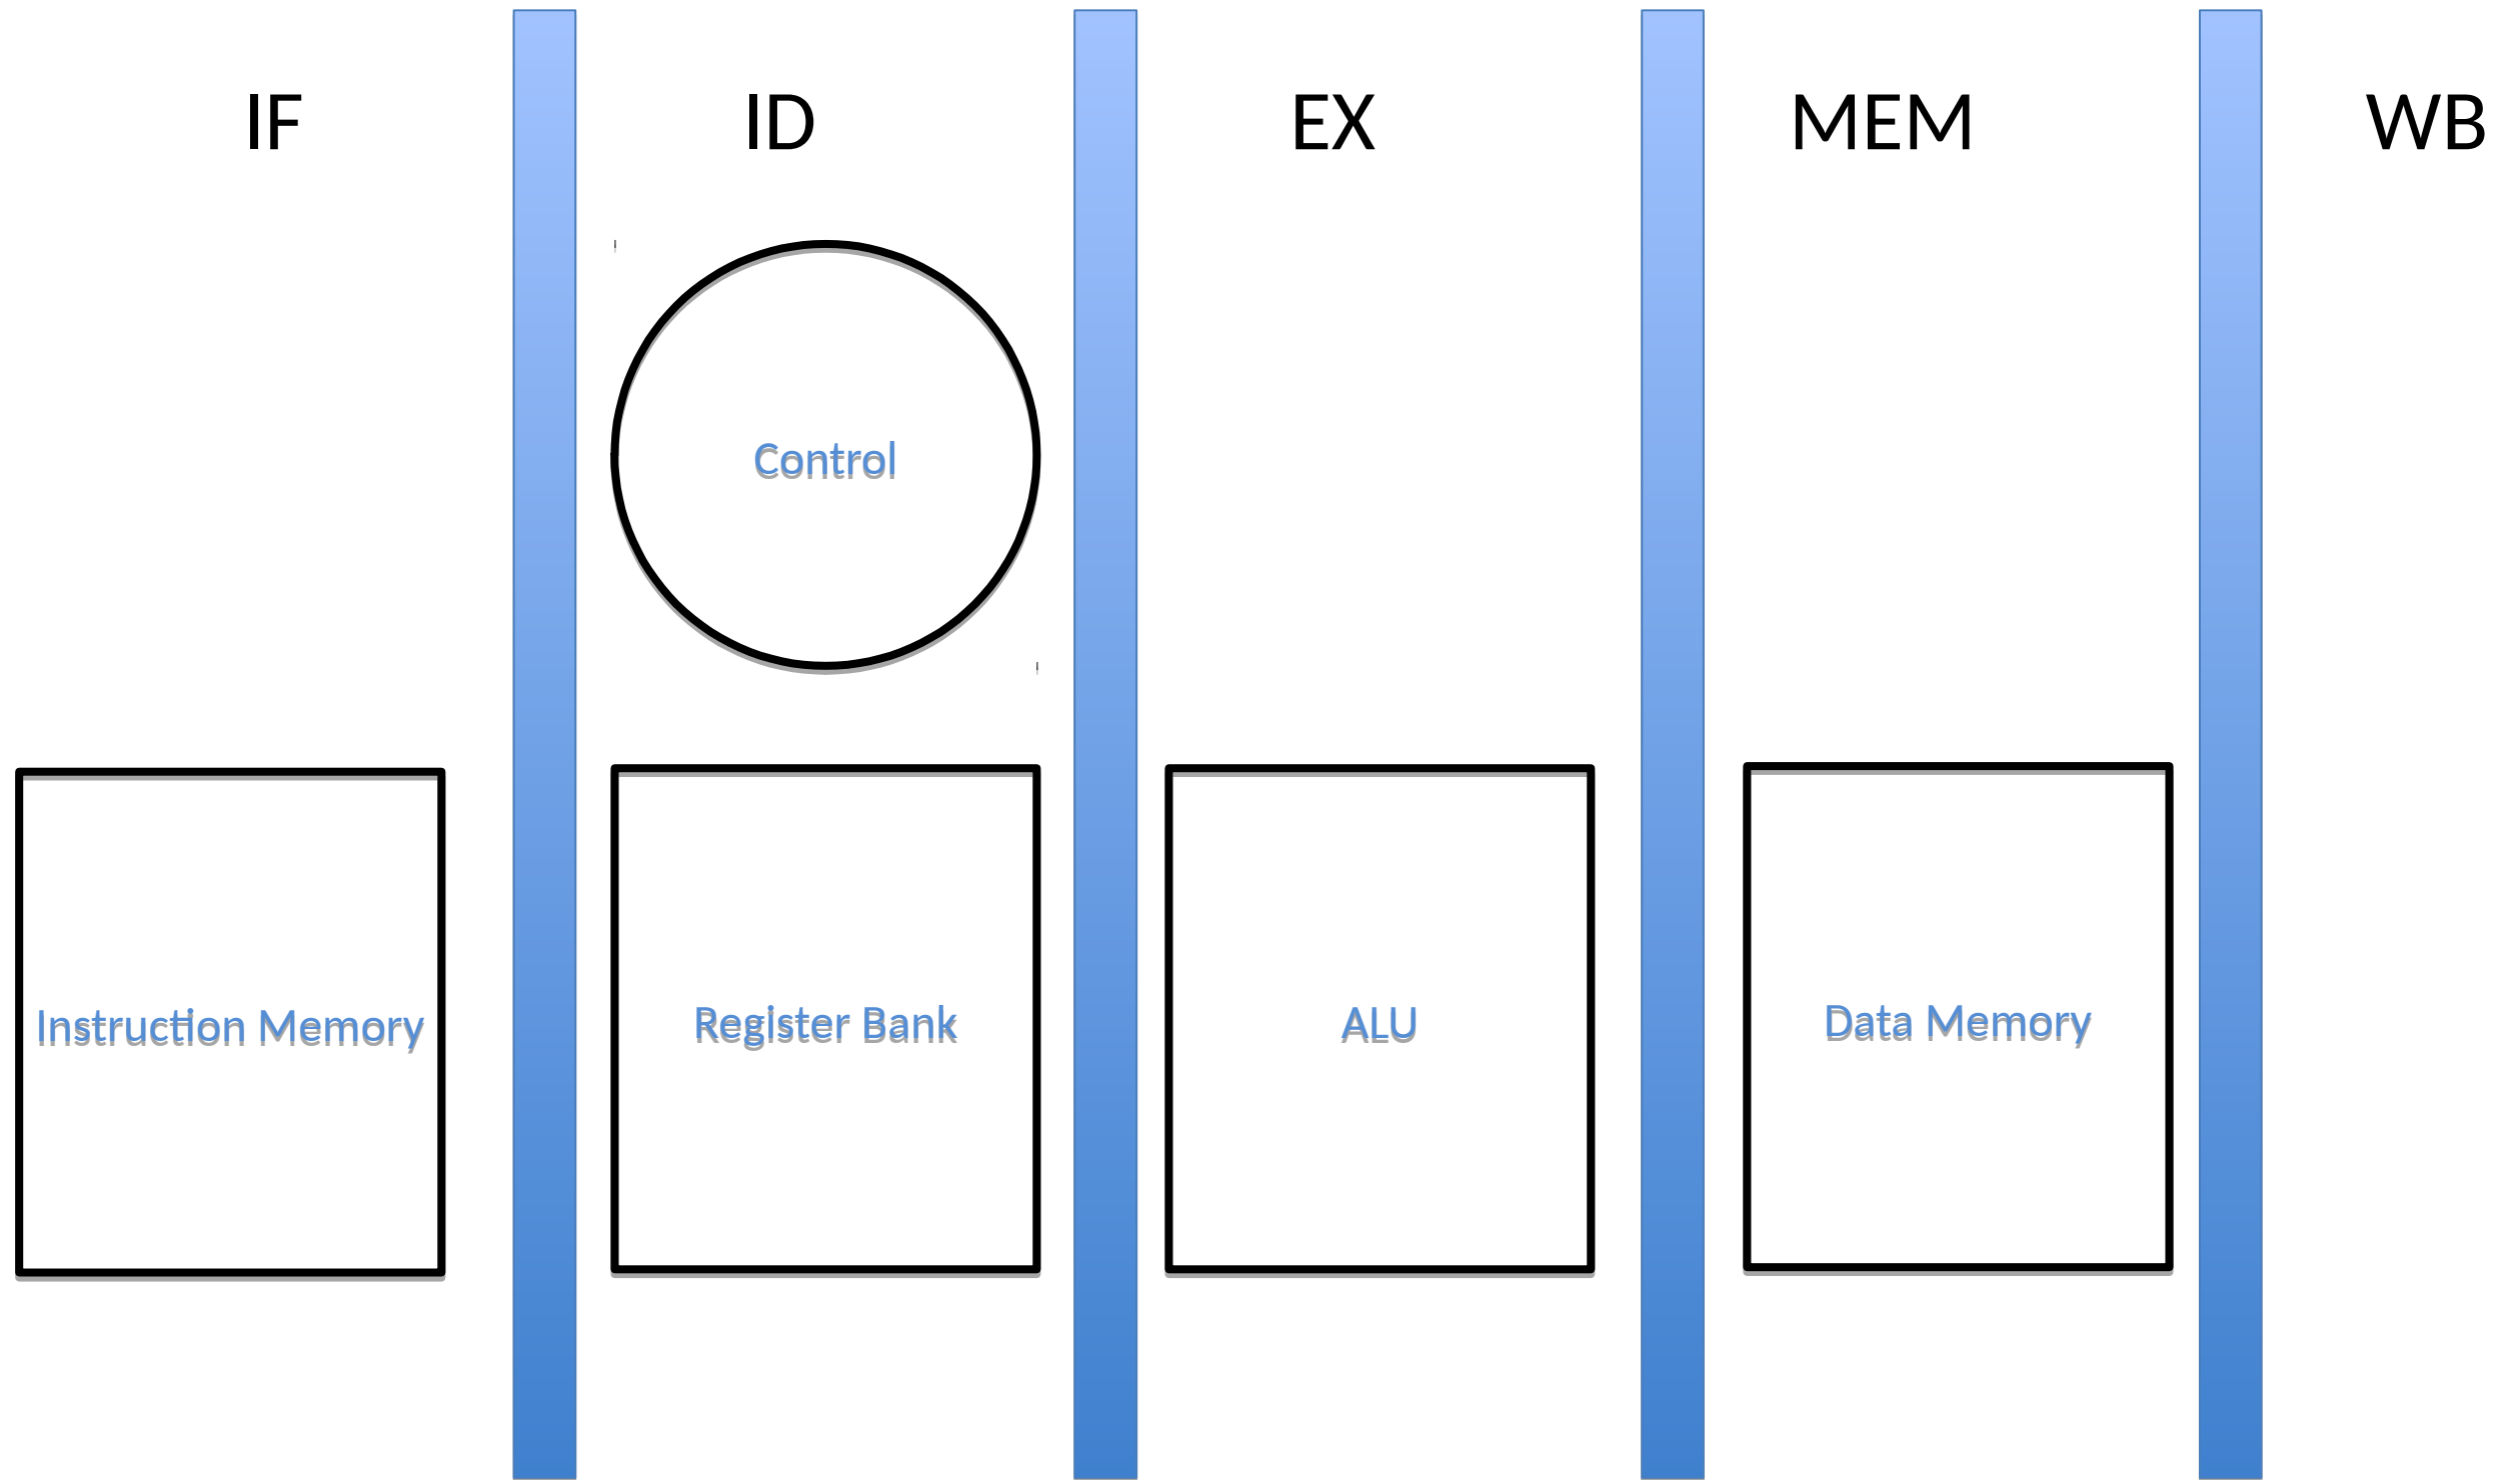 IF
ID
EX
MEM
WB
Control
Instruction Memory
Register Bank
ALU
Data Memory